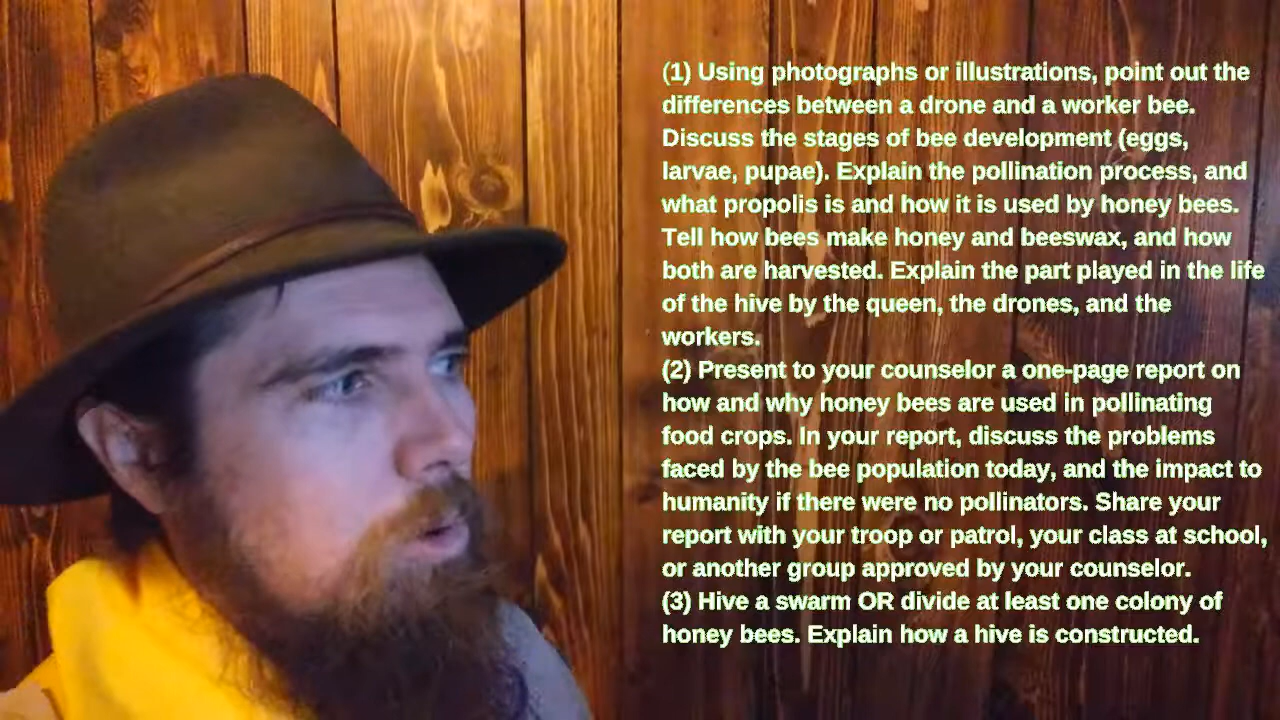 (1) Using photographs or illustrations, point out the
differences between a drone and a worker bee.
Discuss the stages of bee development (eggs,
larvae, pupae). Explain the pollination process, and
what propolis is and how it is used by honey bees.
Tell how bees make honey and beeswax, and how
both are harvested. Explain the part played in the life
of the hive by the queen, the drones, and the
workers.
(2) Present to your counselor a one-page report on
how and why honey bees are used in pollinating
food crops. In your report, discuss the problems
faced by the bee population today, and the impact to
humanity if there were no pollinators. Share your
report with your troop or patrol, your class at school,
or another group approved by your counselor.
(3) Hive a swarm OR divide at least one colony of
honey bees. Explain how a hive is constructed.